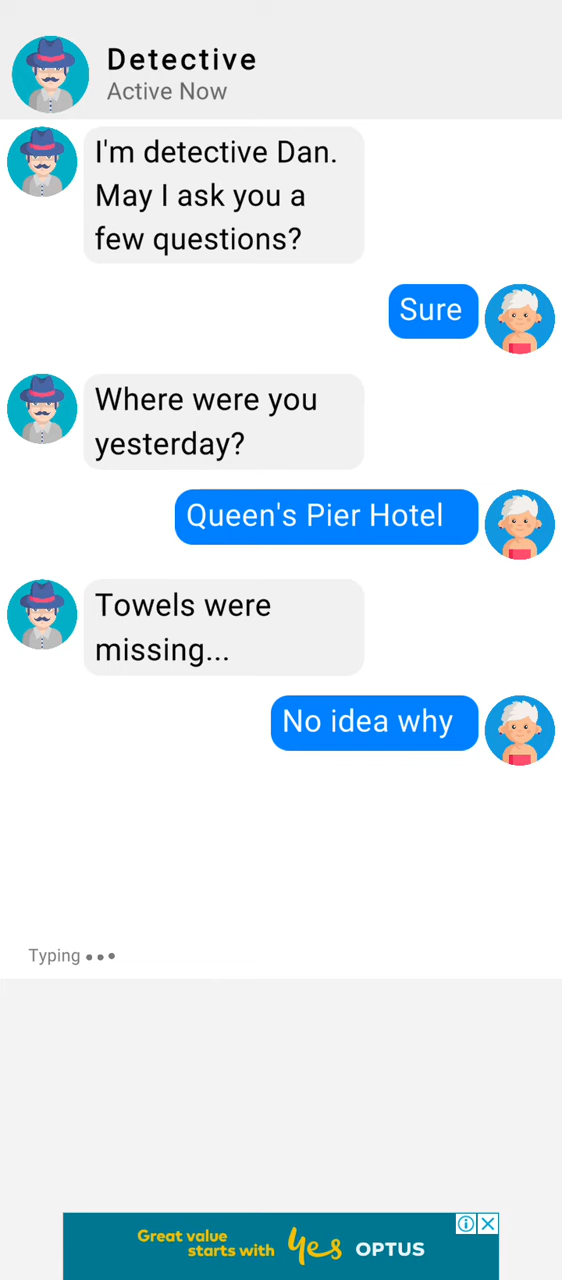 Detective
Active Now
I'm detective Dan.
May I ask you a
few questions?
Sure
Where were you
yesterday?
Queen's Pier Hotel
Towels were
missing...
No idea why
Typing
Great value
starts with
yes OPTUS